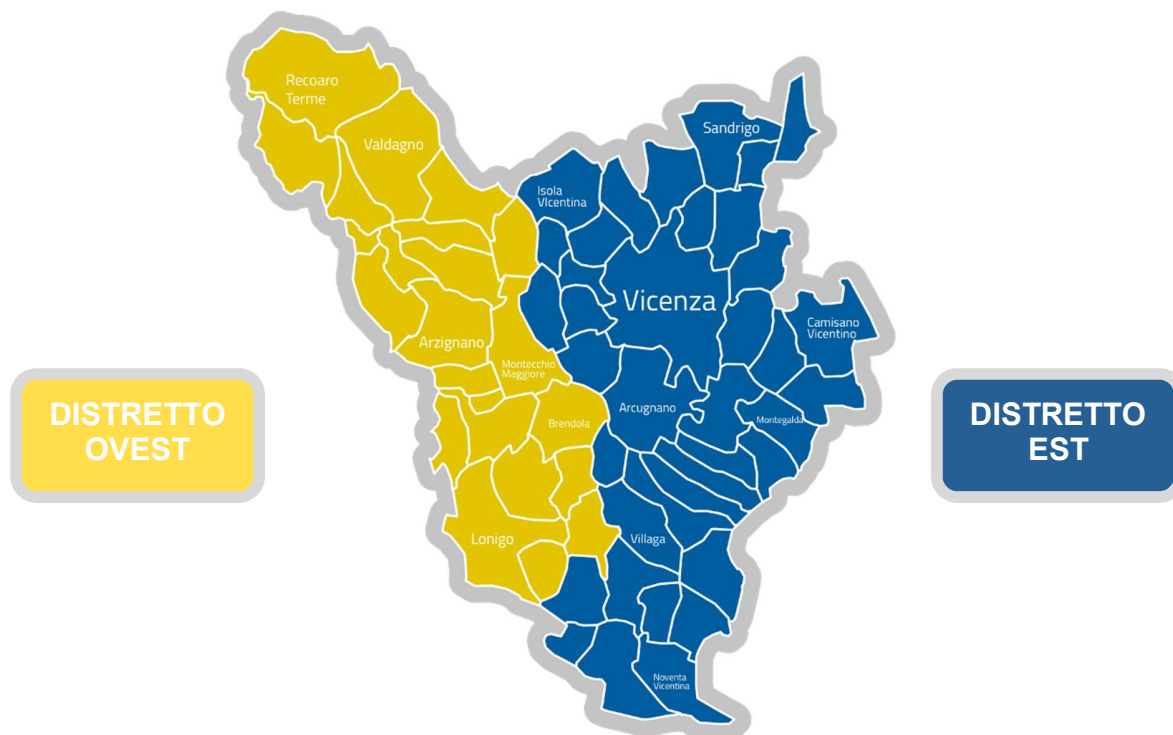 Recoaro
Terme
Valdagno
Sandrigo
Isola
VIcentina
Vicenza
Camisano
Vicentino
Arzignano
Montecchio
Maggiore
DISTRETTO
OVEST
Brendola
Arcugnano
Montegalda
DISTRETTO
EST
Lonigo
Villaga
Noventa
Vicentina